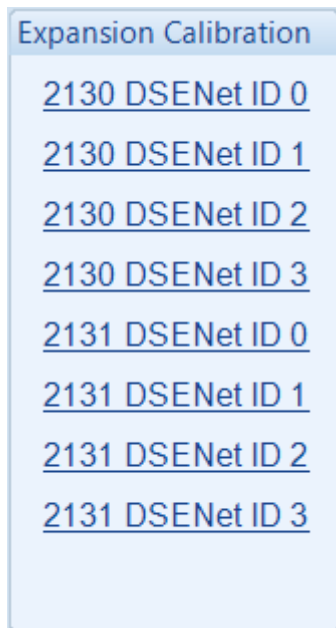 Expansion Calibration
2130 DSENet ID 0
2130 DSENet ID 1
2130 DSENet ID 2
2130 DSENet ID 3
2131 DSENet ID 0
2131 DSENet ID 1
2131 DSENet ID 2
2131 DSENet ID 3